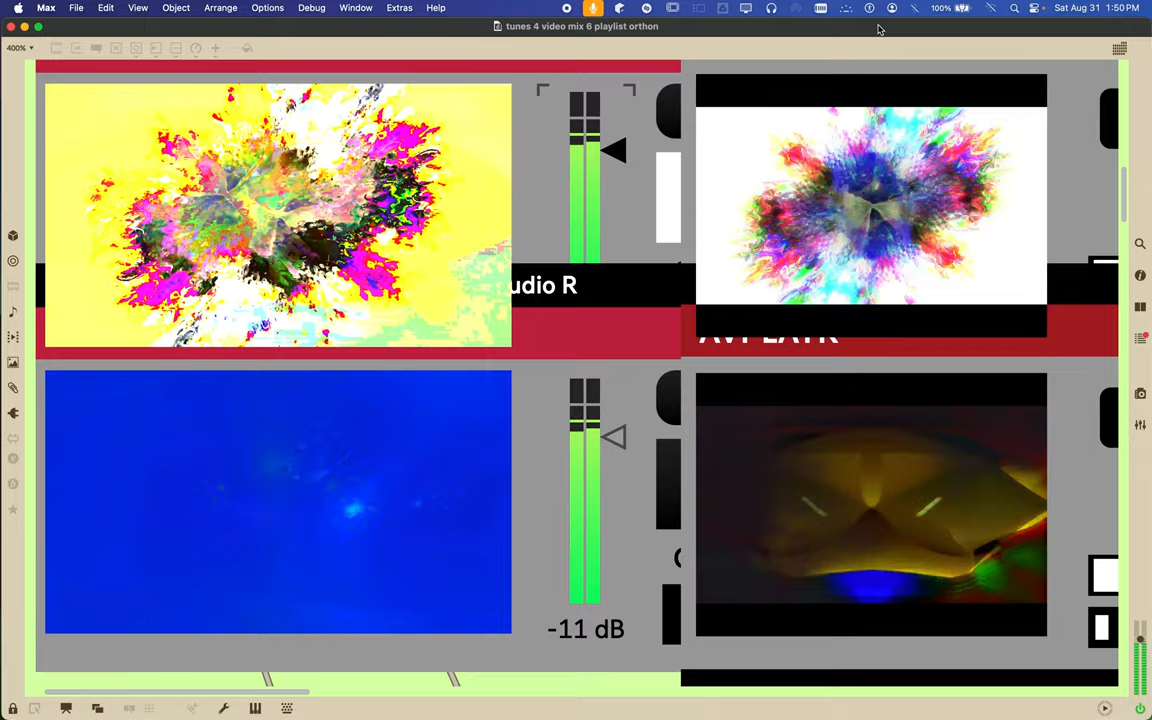 Max File Edit View Object Arrange Options Debug Window Extras Help 100% Sat Aug 31 1:50 PM
tunes 4 video mix 6 playlist orthon
400%
udio R
-11 dB